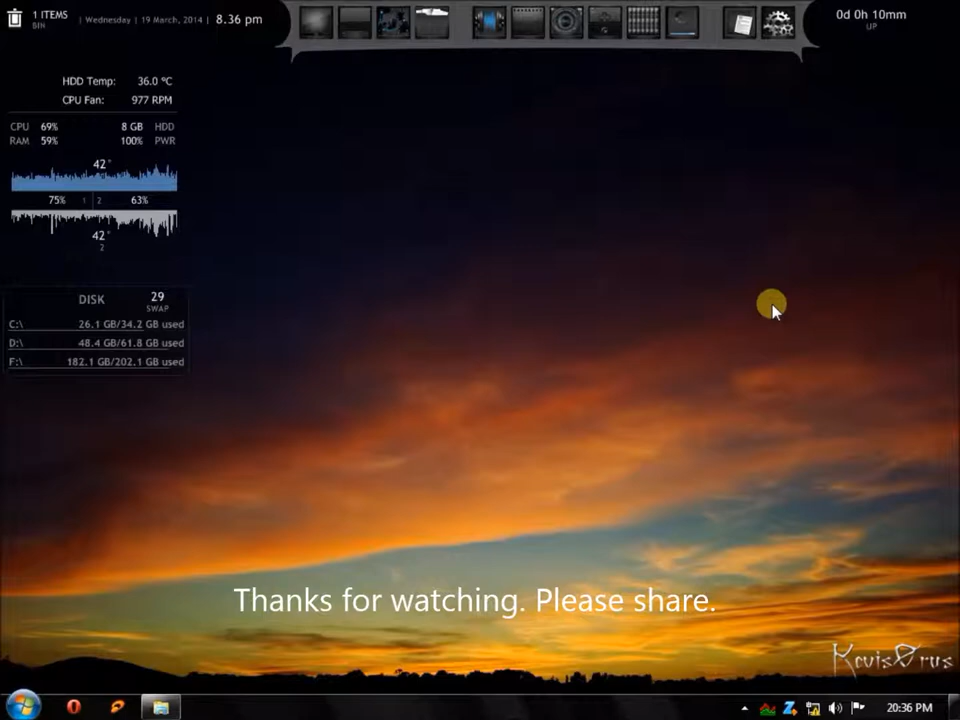 1 ITEMS
BIN
| Wednesday | 19 March, 2014 | 8.36 pm
0d 0h 10mm
UP
HDD Temp: 36.0 °C
CPU Fan: 977 RPM
CPU 69% 8 GB HDD
RAM 59% 100% PWR
42°
75% 1 | 2 63%
42°
2
DISK 29
SWAP
C:\ 26.1 GB/34.2 GB used
D:\ 48.4 GB/61.8 GB used
F:\ 182.1 GB/202.1 GB used
Thanks for watching. Please share.
20:36 PM